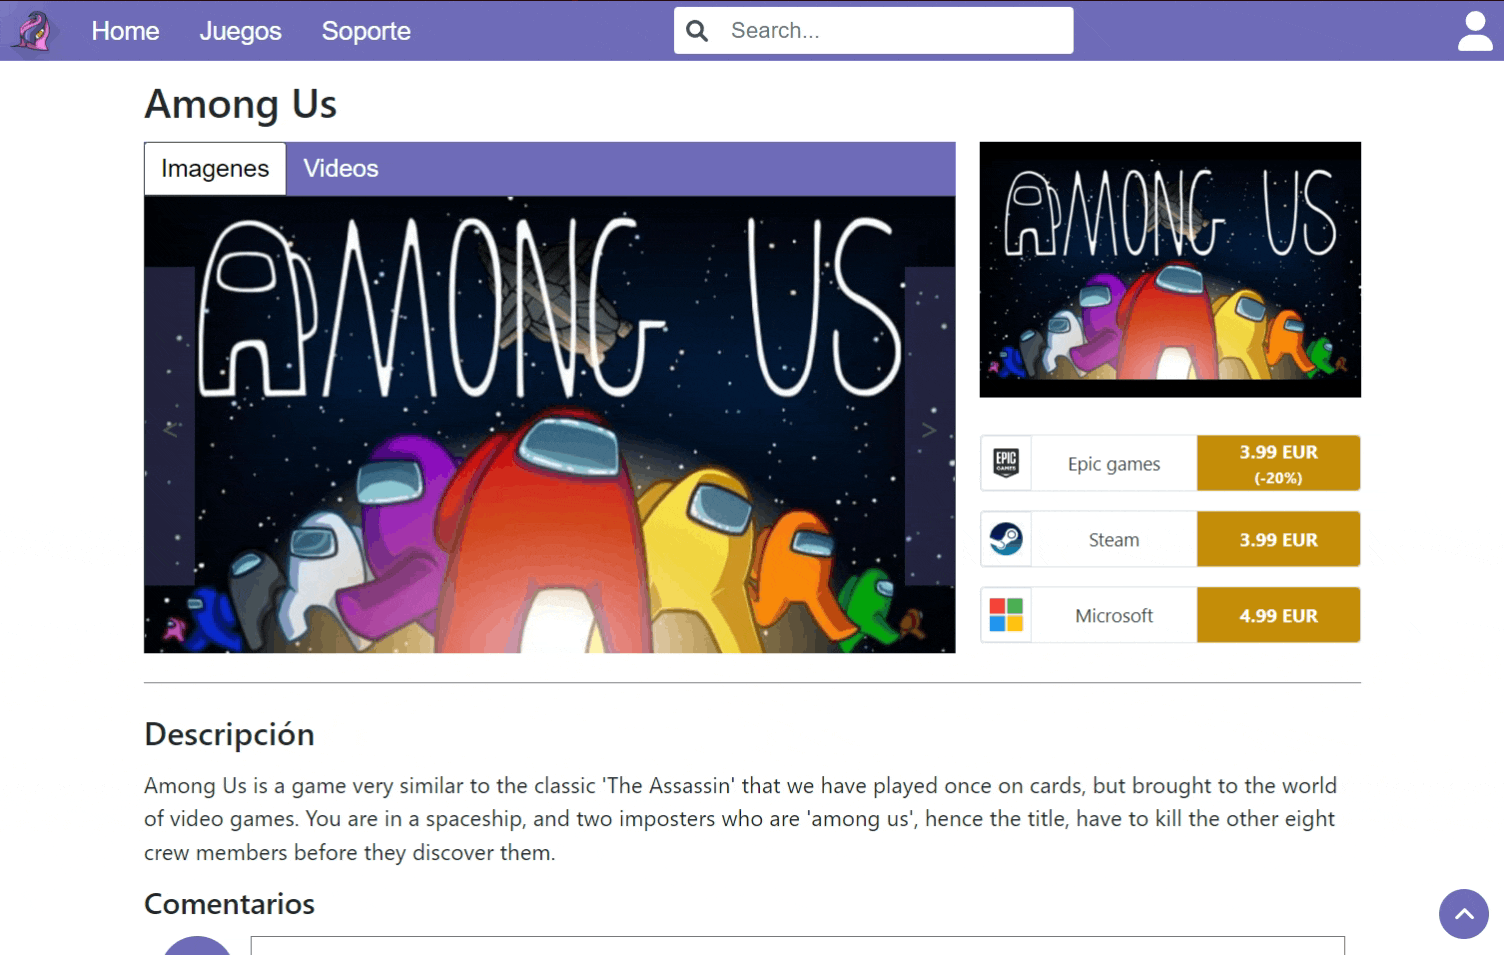 Home Juegos Soporte Search...
Among Us
Imagenes Videos
AMONG US
<
>
AMONG US
EPIC GAMES Epic games 3.99 EUR
(-20%)
Steam 3.99 EUR
Microsoft 4.99 EUR
Descripción
Among Us is a game very similar to the classic 'The Assassin' that we have played once on cards, but brought to the world
of video games. You are in a spaceship, and two imposters who are 'among us', hence the title, have to kill the other eight
crew members before they discover them.
Comentarios